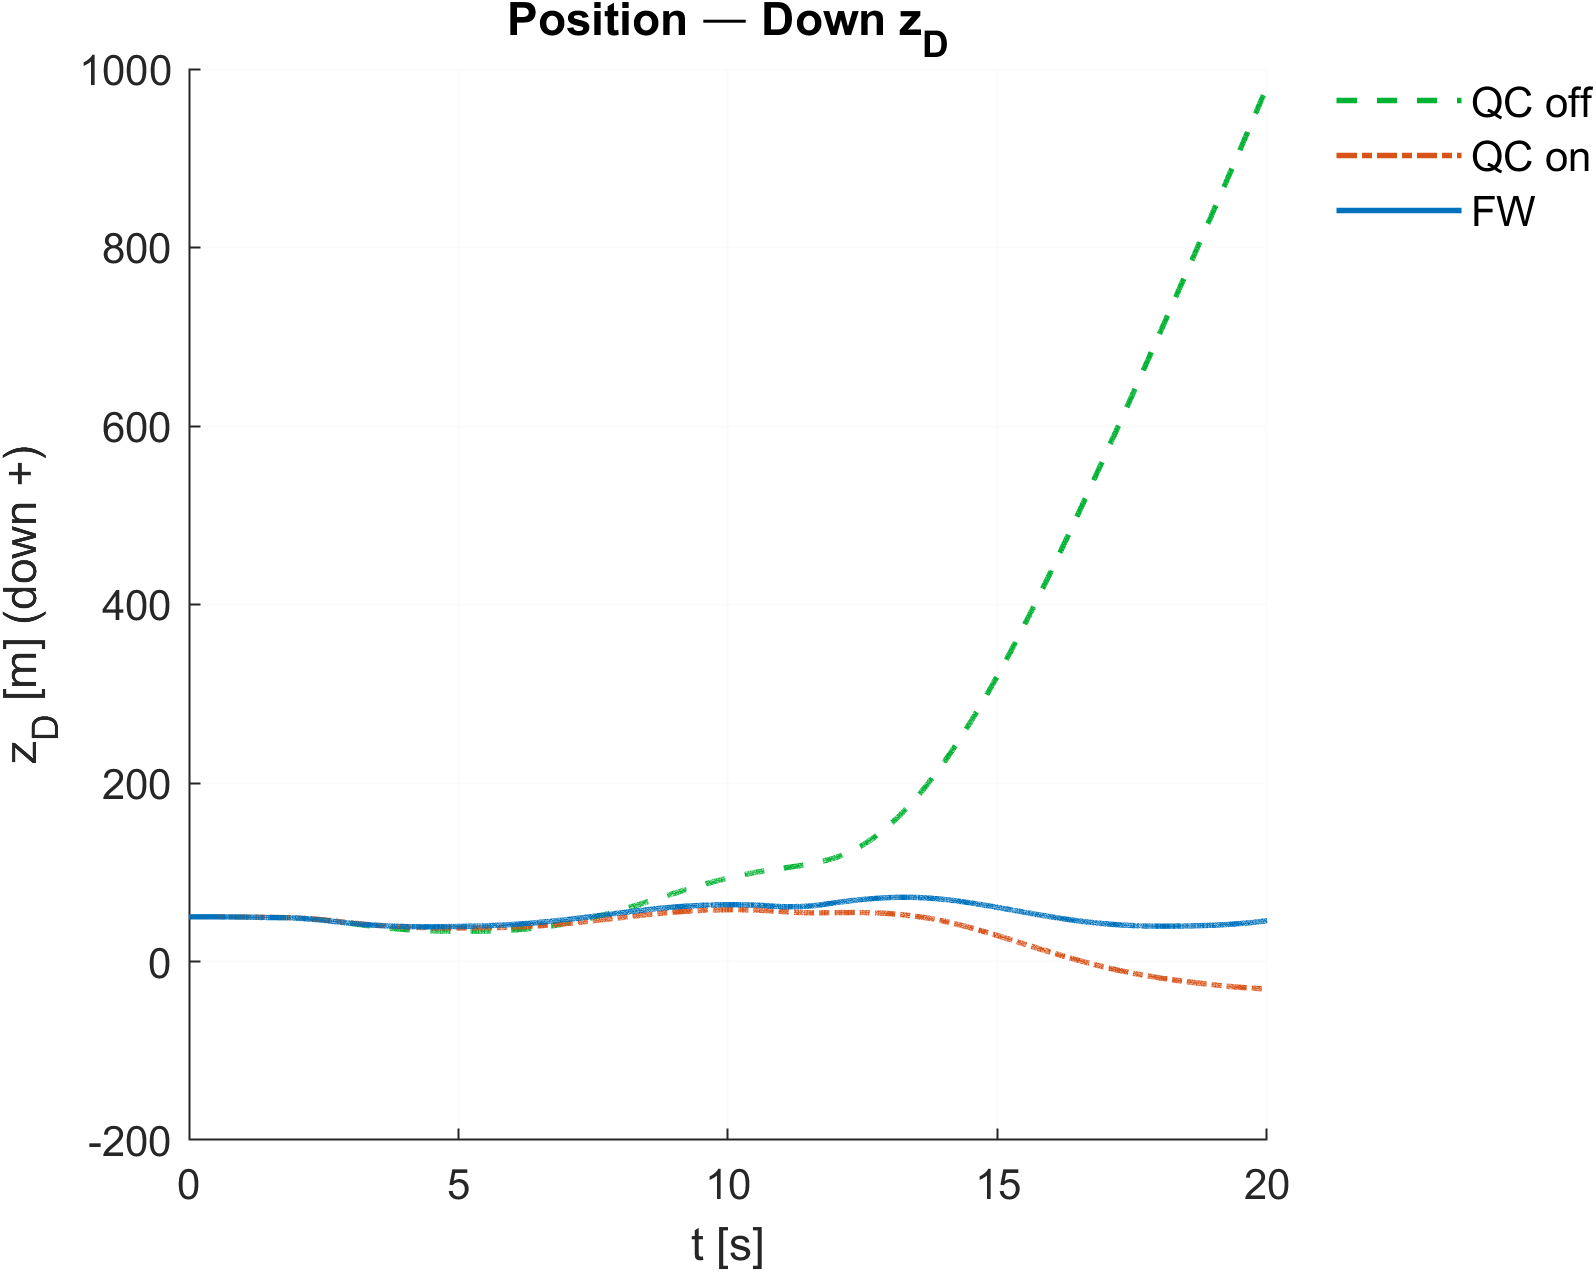 Position — Down z_D
1000
800
600
400
200
0
-200
z_D [m] (down +)
0 5 10 15 20
t [s]
QC off
QC on
FW